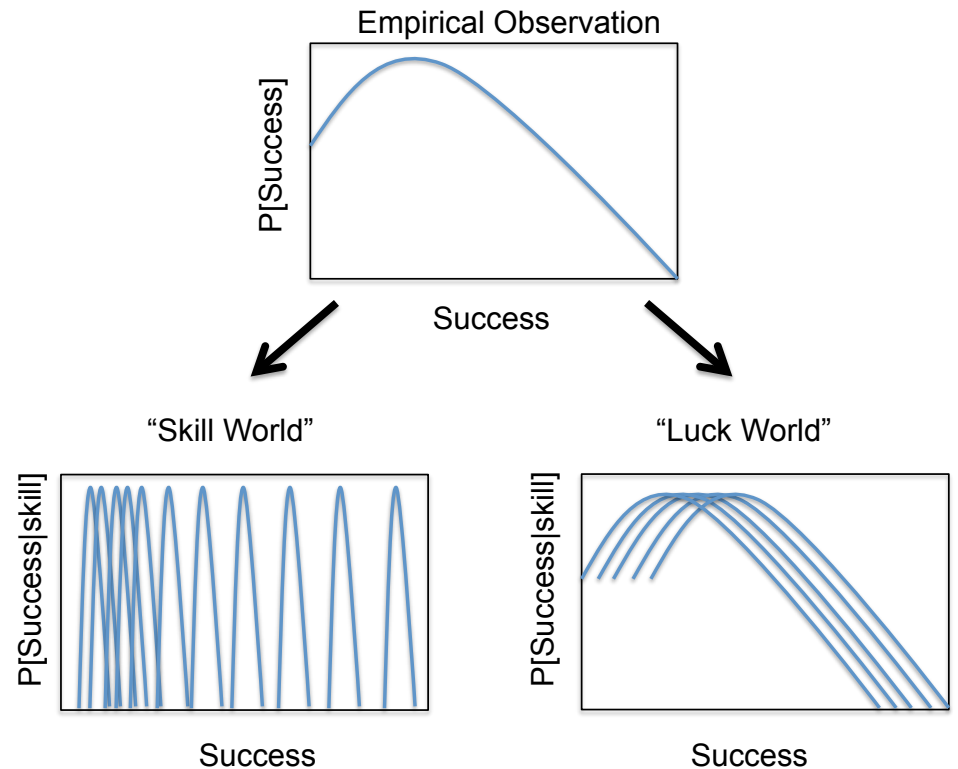 Empirical Observation
P[Success]
Success
“Skill World”
“Luck World”
P[Success|skill]
P[Success|skill]
Success
Success